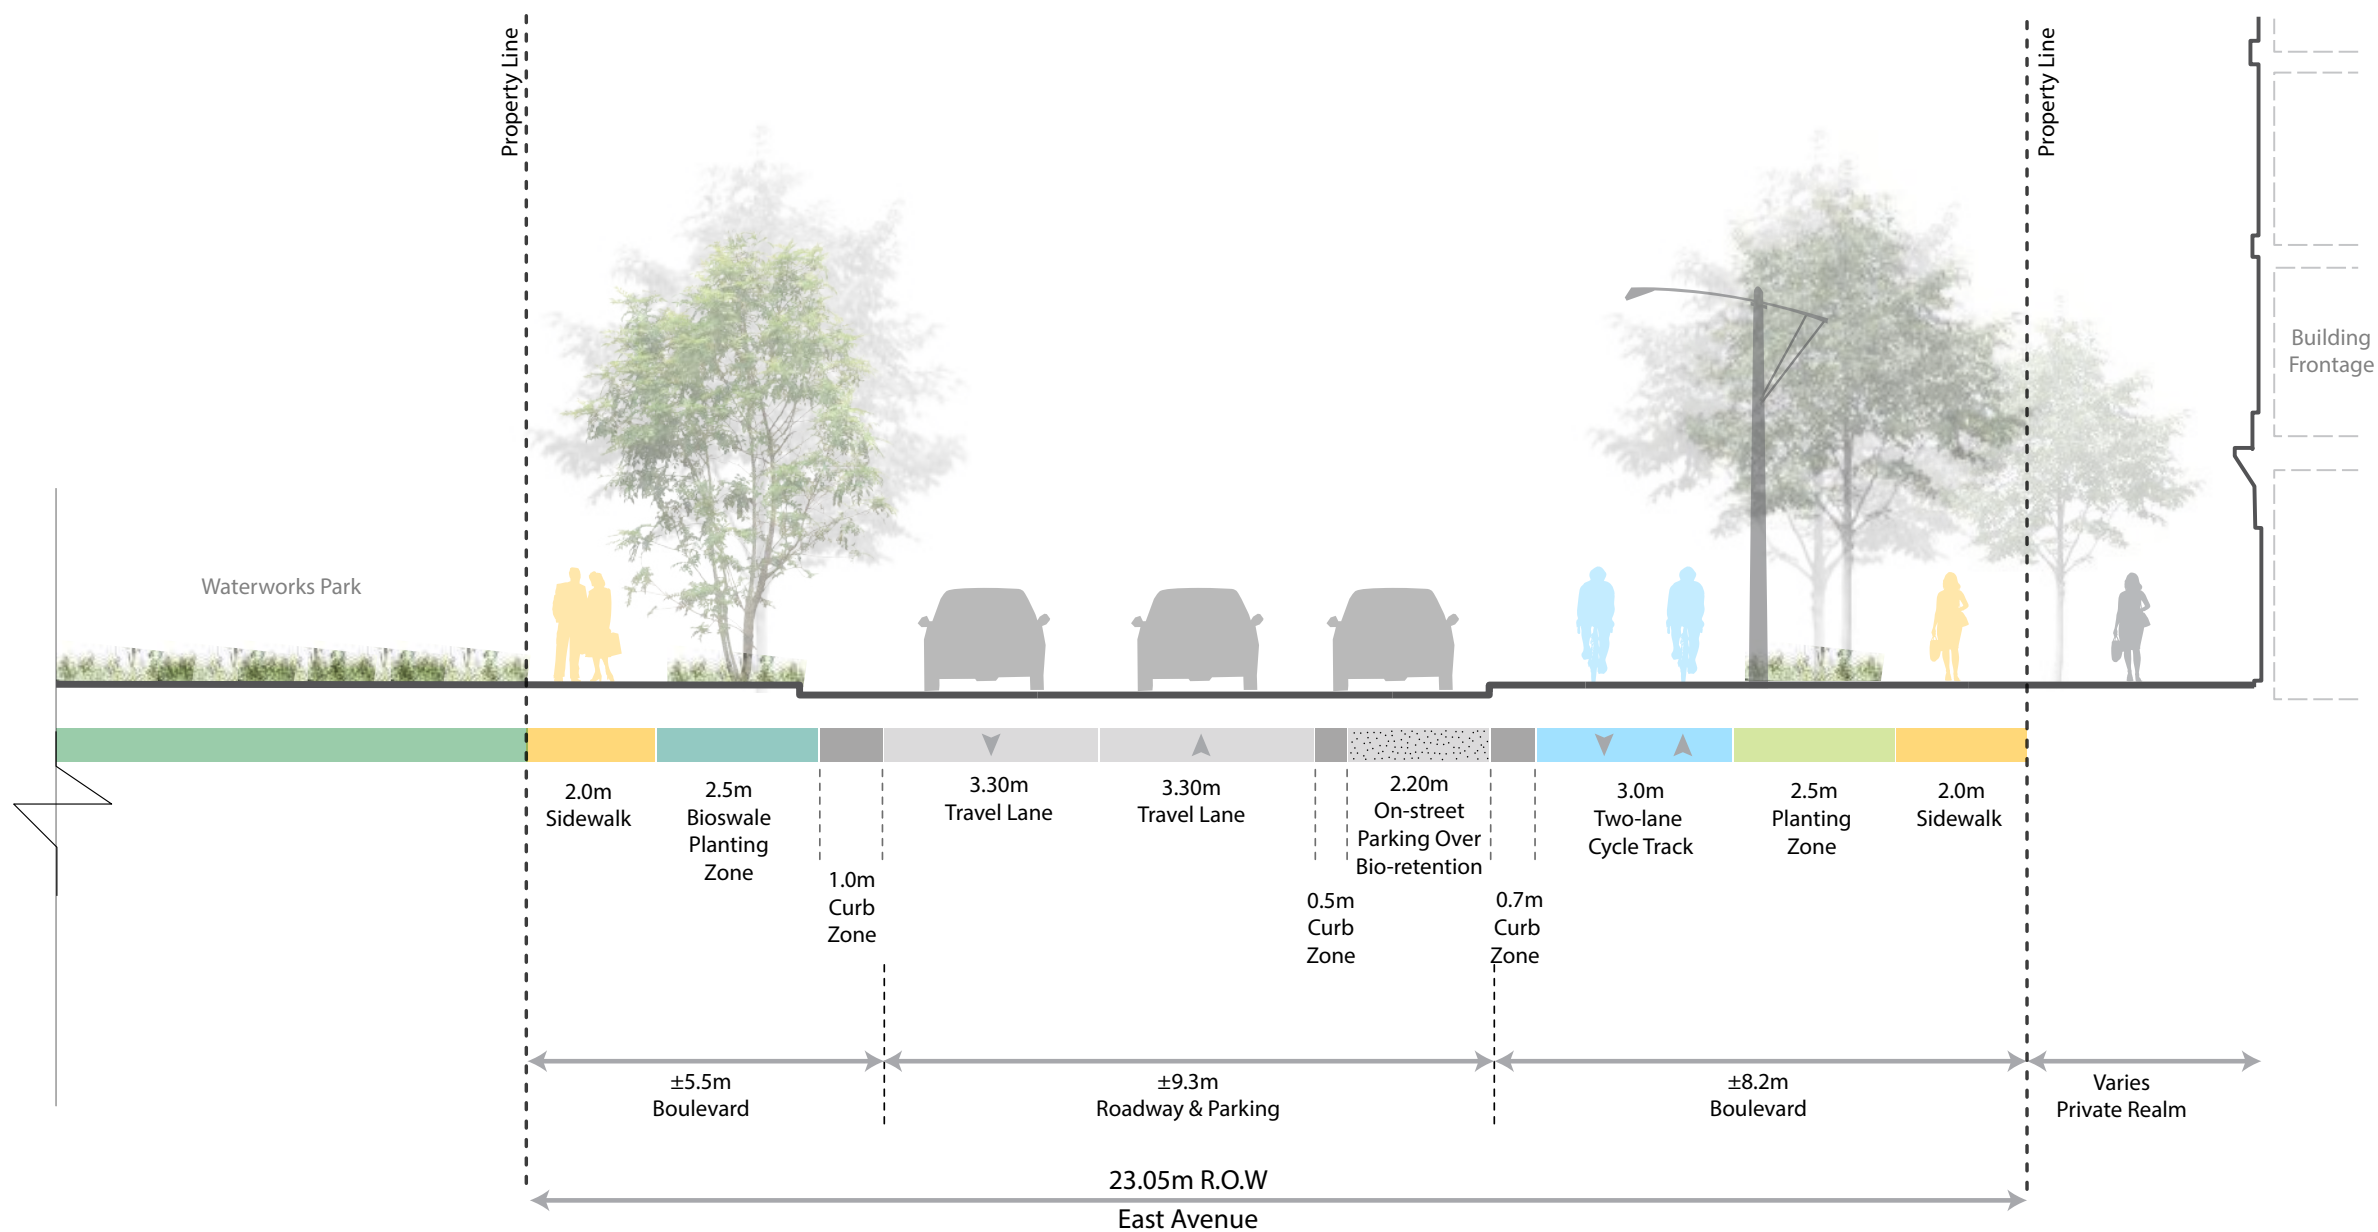 Property Line
Property Line
Building
Frontage
Waterworks Park
2.0m
Sidewalk
2.5m
Bioswale
Planting
Zone
1.0m
Curb
Zone
3.30m
Travel Lane
3.30m
Travel Lane
0.5m
Curb
Zone
2.20m
On-street
Parking Over
Bio-retention
0.7m
Curb
Zone
3.0m
Two-lane
Cycle Track
2.5m
Planting
Zone
2.0m
Sidewalk
±5.5m
Boulevard
±9.3m
Roadway & Parking
±8.2m
Boulevard
Varies
Private Realm
23.05m R.O.W
East Avenue